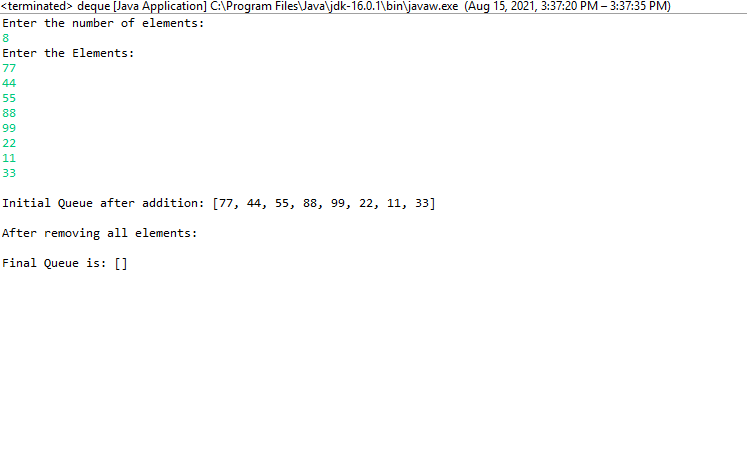 <terminated> deque [Java Application] C:\Program Files\Java\jdk-16.0.1\bin\javaw.exe (Aug 15, 2021, 3:37:20 PM – 3:37:35 PM)
Enter the number of elements:
8
Enter the Elements:
77
44
55
88
99
22
11
33
Initial Queue after addition: [77, 44, 55, 88, 99, 22, 11, 33]
After removing all elements:
Final Queue is: []